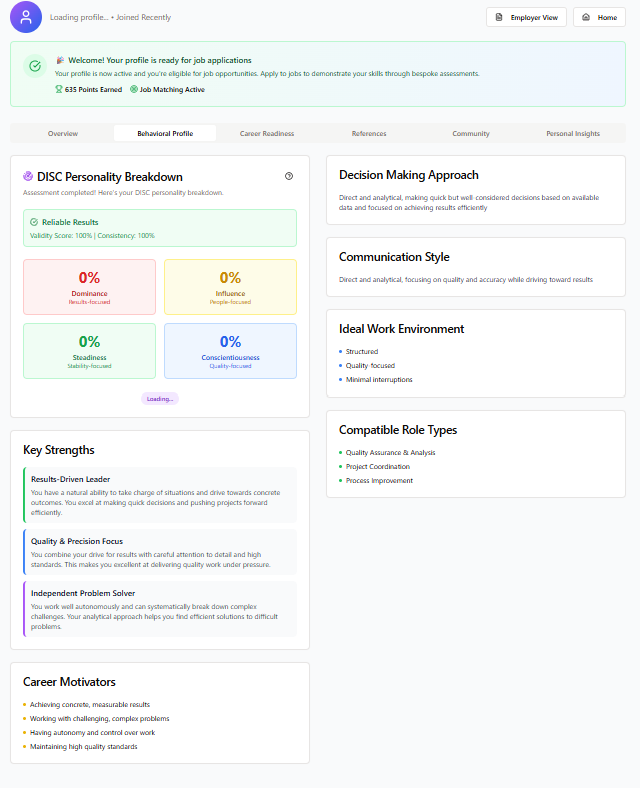 Loading profile... • Joined Recently
Employer View
Home
🎉 Welcome! Your profile is ready for job applications
Your profile is now active and you're eligible for job opportunities. Apply to jobs to demonstrate your skills through bespoke assessments.
635 Points Earned
Job Matching Active
Overview
Behavioral Profile
Career Readiness
References
Community
Personal Insights
DISC Personality Breakdown
Assessment completed! Here's your DISC personality breakdown.
Reliable Results
Validity Score: 100% | Consistency: 100%
0%
Dominance
Results-focused
0%
Influence
People-focused
0%
Steadiness
Stability-focused
0%
Conscientiousness
Quality-focused
Loading...
Key Strengths
Results-Driven Leader
You have a natural ability to take charge of situations and drive towards concrete
outcomes. You excel at making quick decisions and pushing projects forward
efficiently.
Quality & Precision Focus
You combine your drive for results with careful attention to detail and high
standards. This makes you excellent at delivering quality work under pressure.
Independent Problem Solver
You work well autonomously and can systematically break down complex
challenges. Your analytical approach helps you find efficient solutions to difficult
problems.
Career Motivators
• Achieving concrete, measurable results
• Working with challenging, complex problems
• Having autonomy and control over work
• Maintaining high quality standards
Decision Making Approach
Direct and analytical, making quick but well-considered decisions based on available
data and focused on achieving results efficiently
Communication Style
Direct and analytical, focusing on quality and accuracy while driving toward results
Ideal Work Environment
• Structured
• Quality-focused
• Minimal interruptions
Compatible Role Types
• Quality Assurance & Analysis
• Project Coordination
• Process Improvement